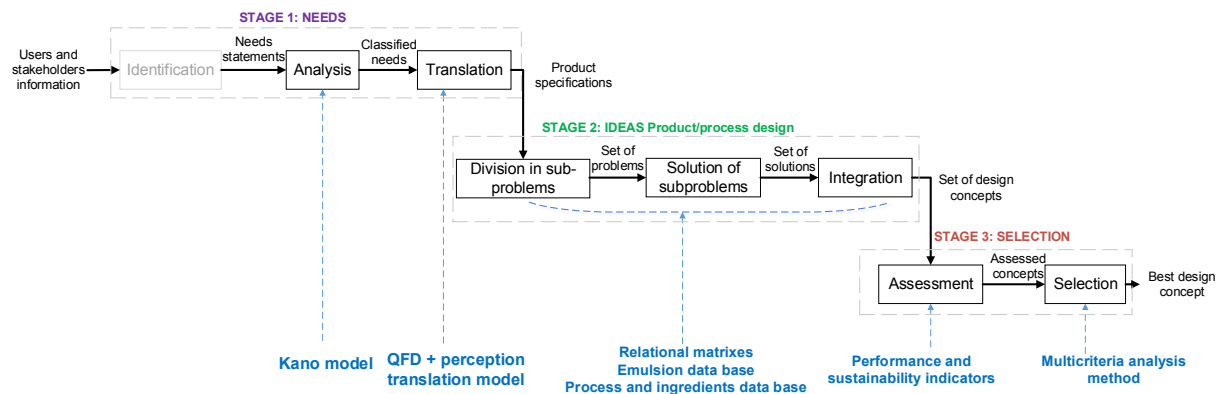 STAGE 1: NEEDS
Users and
stakeholders
information
Identification
Needs
statements
Analysis
Classified
needs
Translation
Product
specifications
STAGE 2: IDEAS Product/process design
Division in sub-
problems
Set of
problems
Solution of
subproblems
Set of
solutions
Integration
Set of design
concepts
STAGE 3: SELECTION
Assessment
Assessed
concepts
Selection
Best design
concept
Kano model
QFD + perception
translation model
Relational matrixes
Emulsion data base
Process and ingredients data base
Performance and
sustainability indicators
Multicriteria analysis
method